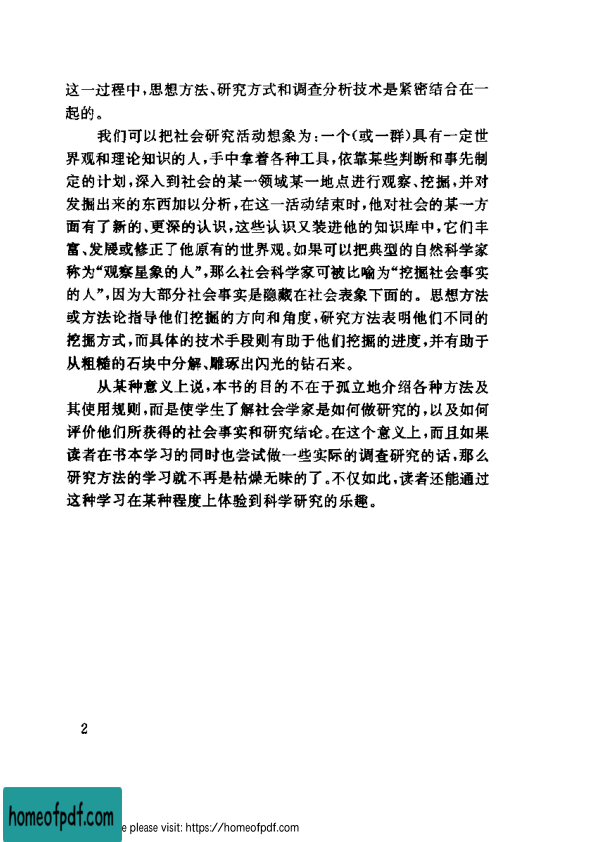 这一过程中,思想方法、研究方式和调查分析技术是紧密结合在一
起的。
我们可以把社会研究活动想象为:一个(或一群)具有一定世
界观和理论知识的人,手中拿着各种工具,依靠某些判断和事先制
定的计划,深入到社会的某一领域某一地点进行观察、挖掘,并对
发掘出来的东西加以分析,在这一活动结束时,他对社会的某一方
面有了新的、更深的认识,这些认识又装进他的知识库中,它们丰
富、发展或修正了他原有的世界观。如果可以把典型的自然科学家
称为“观察星象的人”,那么社会科学家可被比喻为“挖掘社会事实
的人”,因为大部分社会事实是隐藏在社会表象下面的。思想方法
或方法论指导他们挖掘的方向和角度,研究方法表明他们不同的
挖掘方式,而具体的技术手段则有助于他们挖掘的进度,并有助于
从粗糙的石块中分解、雕琢出闪光的钻石来。
从某种意义上说,本书的目的不在于孤立地介绍各种方法及
其使用规则,而是使学生了解社会学家是如何做研究的,以及如何
评价他们所获得的社会事实和研究结论。在这个意义上,而且如果
读者在书本学习的同时也尝试做一些实际的调查研究的话,那么
研究方法的学习就不再是枯燥无味的了。不仅如此,读者还能通过
这种学习在某种程度上体验到科学研究的乐趣。
2
homeofpdf.com
e please visit: https://homeofpdf.com